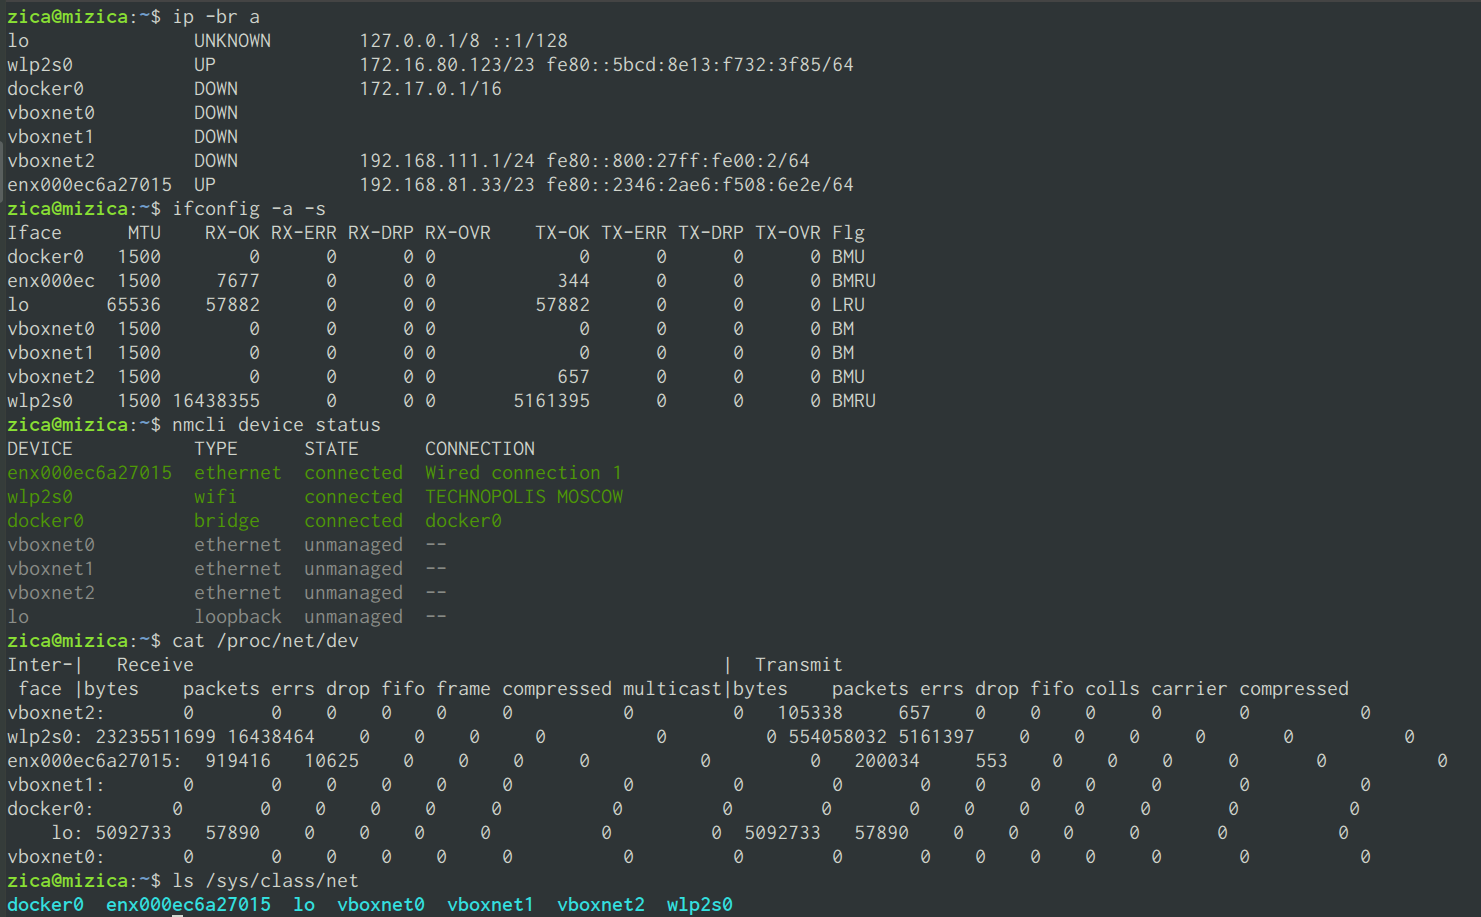 zica@mizica:~$ ip -br a
lo               UNKNOWN        127.0.0.1/8 ::1/128
wlp2s0           UP             172.16.80.123/23 fe80::5bcd:8e13:f732:3f85/64
docker0          DOWN           172.17.0.1/16
vboxnet0         DOWN
vboxnet1         DOWN
vboxnet2         DOWN           192.168.111.1/24 fe80::800:27ff:fe00:2/64
enx000ec6a27015  UP             192.168.81.33/23 fe80::2346:2ae6:f508:6e2e/64
zica@mizica:~$ ifconfig -a -s
Iface      MTU    RX-OK RX-ERR RX-DRP RX-OVR    TX-OK TX-ERR TX-DRP TX-OVR Flg
docker0   1500        0      0      0 0             0      0      0      0 BMU
enx000ec  1500     7677      0      0 0           344      0      0      0 BMRU
lo       65536    57882      0      0 0         57882      0      0      0 LRU
vboxnet0  1500        0      0      0 0             0      0      0      0 BM
vboxnet1  1500        0      0      0 0             0      0      0      0 BM
vboxnet2  1500        0      0      0 0           657      0      0      0 BMU
wlp2s0    1500 16438355      0      0 0       5161395      0      0      0 BMRU
zica@mizica:~$ nmcli device status
DEVICE           TYPE      STATE      CONNECTION
enx000ec6a27015  ethernet  connected  Wired connection 1
wlp2s0           wifi      connected  TECHNOPOLIS MOSCOW
docker0          bridge    connected  docker0
vboxnet0         ethernet  unmanaged  --
vboxnet1         ethernet  unmanaged  --
vboxnet2         ethernet  unmanaged  --
lo               loopback  unmanaged  --
zica@mizica:~$ cat /proc/net/dev
Inter-|   Receive                                                |  Transmit
 face |bytes    packets errs drop fifo frame compressed multicast|bytes    packets errs drop fifo colls carrier compressed
vboxnet2:       0       0    0    0    0     0          0         0   105338     657    0    0    0     0       0          0
wlp2s0: 23235511699 16438464    0    0    0     0          0         0 554058032 5161397    0    0    0     0       0          0
enx000ec6a27015:  919416   10625    0    0    0     0          0         0   200034     553    0    0    0     0       0          0
vboxnet1:       0       0    0    0    0     0          0         0        0       0    0    0    0     0       0          0
docker0:       0       0    0    0    0     0          0         0        0       0    0    0    0     0       0          0
    lo: 5092733   57890    0    0    0     0          0         0  5092733   57890    0    0    0     0       0          0
vboxnet0:       0       0    0    0    0     0          0         0        0       0    0    0    0     0       0          0
zica@mizica:~$ ls /sys/class/net
docker0  enx000ec6a27015  lo  vboxnet0  vboxnet1  vboxnet2  wlp2s0